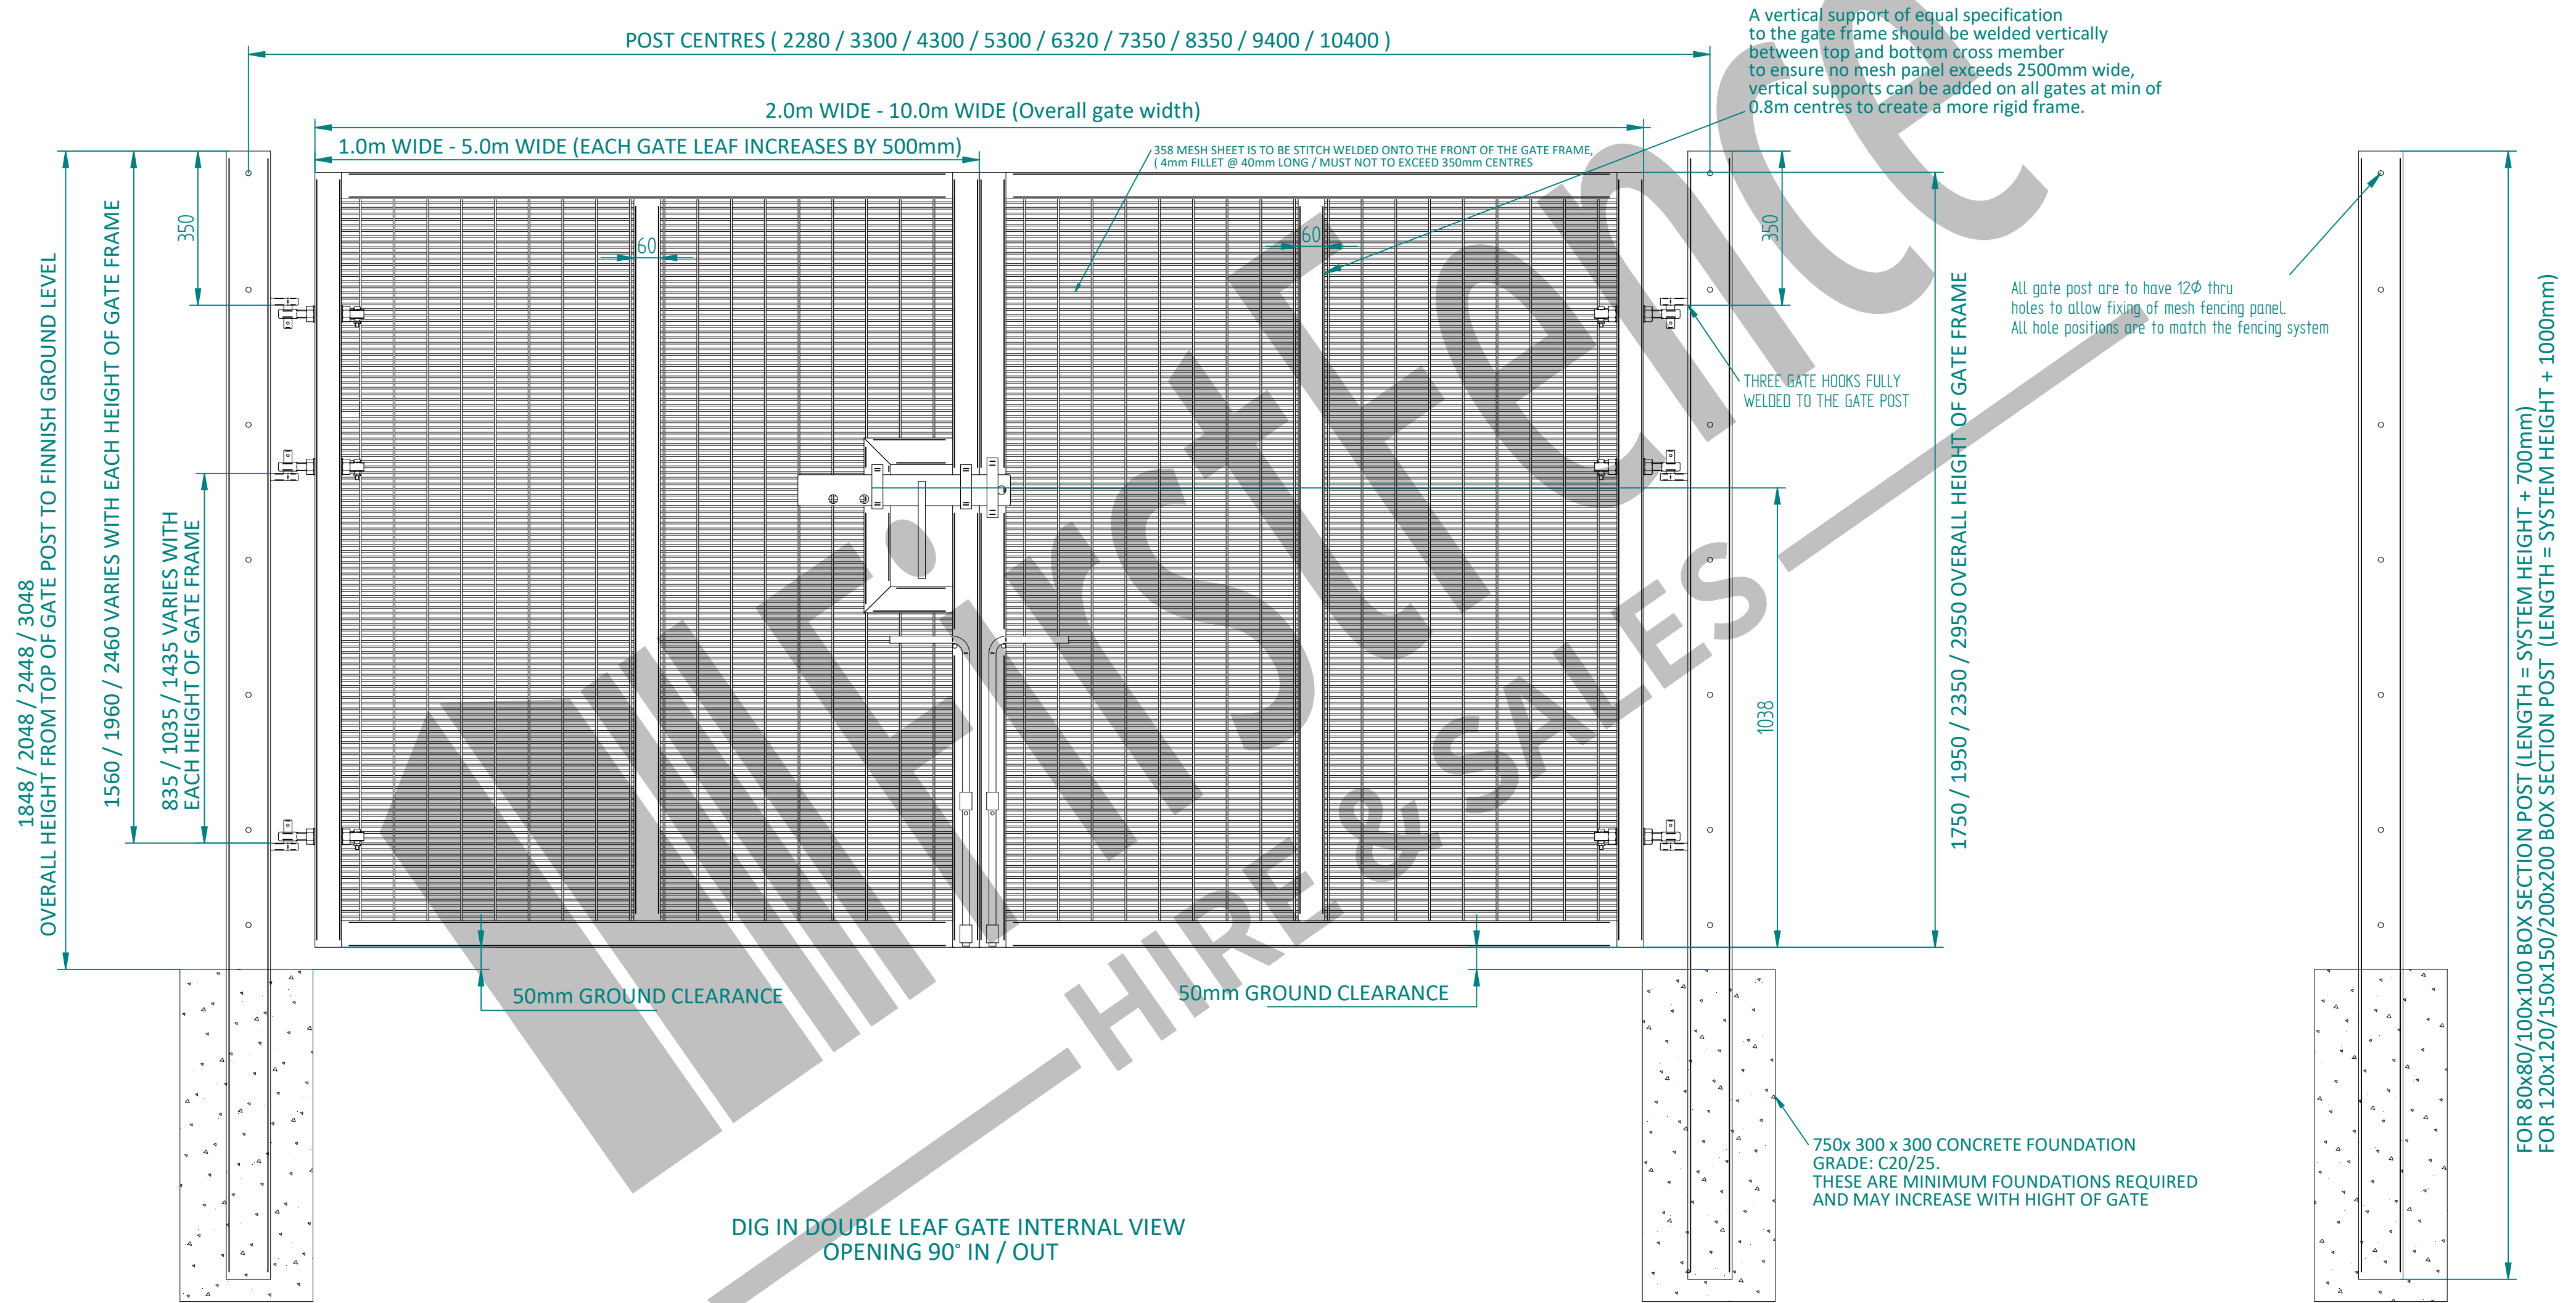 A vertical support of equal specification
to the gate frame should be welded vertically
between top and bottom cross member
to ensure no mesh panel exceeds 2500mm wide,
vertical supports can be added on all gates at min of
0.8m centres to create a more rigid frame.
POST CENTRES ( 2280 / 3300 / 4300 / 5300 / 6320 / 7350 / 8350 / 9400 / 10400 )
2.0m WIDE - 10.0m WIDE (Overall gate width)
1.0m WIDE - 5.0m WIDE (EACH GATE LEAF INCREASES BY 500mm)
358 MESH SHEET IS TO BE STITCH WELDED ONTO THE FRONT OF THE GATE FRAME,
( 4mm FILLET @ 40mm LONG / MUST NOT TO EXCEED 350mm CENTRES
1848 / 2048 / 2448 / 3048
OVERALL HEIGHT FROM TOP OF GATE POST TO FINNISH GROUND LEVEL
1560 / 1960 / 2460 VARIES WITH EACH HEIGHT OF GATE FRAME
835 / 1035 / 1435 VARIES WITH
EACH HEIGHT OF GATE FRAME
350
60
60
350
All gate post are to have 12Ø thru
holes to allow fixing of mesh fencing panel.
All hole positions are to match the fencing system
THREE GATE HOOKS FULLY
WELDED TO THE GATE POST
1038
1750 / 1950 / 2350 / 2950 OVERALL HEIGHT OF GATE FRAME
FOR 80x80/100x100 BOX SECTION POST (LENGTH = SYSTEM HEIGHT + 700mm)
FOR 120x120/150x150/200x200 BOX SECTION POST (LENGTH = SYSTEM HEIGHT + 1000mm)
FirstFence
HIRE & SALES
50mm GROUND CLEARANCE
50mm GROUND CLEARANCE
750x 300 x 300 CONCRETE FOUNDATION
GRADE: C20/25.
THESE ARE MINIMUM FOUNDATIONS REQUIRED
AND MAY INCREASE WITH HIGHT OF GATE
DIG IN DOUBLE LEAF GATE INTERNAL VIEW
OPENING 90° IN / OUT